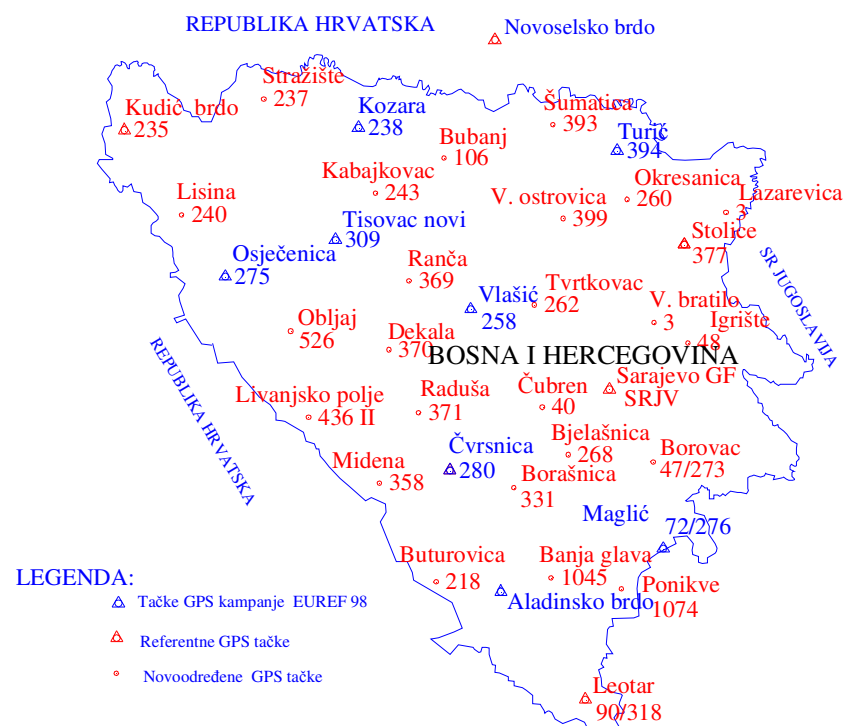 REPUBLIKA HRVATSKA
Novoselsko brdo
Stražište
237
Kudić brdo
235
Kozara
238
Šumatica
393
Turić
394
Bubanj
106
Kabajkovac
243
Lisina
240
Okresanica
260
V. ostrovica
399
Lazarevica
3
Tisovac novi
309
Stolice
377
Osječenica
275
Ranča
369
SR JUGOSLAVIJA
Vlašić
258
Tvrtkovac
262
V. bratilo
3
Igrište
48
Obljaj
526
Dekala
370
BOSNA I HERCEGOVINA
REPUBLIKA HRVATSKA
Livanjsko polje
436 II
Raduša
371
Čubren
40
Sarajevo GF
SRJV
Čvrsnica
280
Bjelašnica
268
Borovac
47/273
Midena
358
Borašnica
331
Maglić
72/276
Buturovica
218
Banja glava
1045
Aladinsko brdo
Ponikve
1074
LEGENDA:
Tačke GPS kampanje EUREF 98
Referentne GPS tačke
Novoodređene GPS tačke
Leotar
90/318